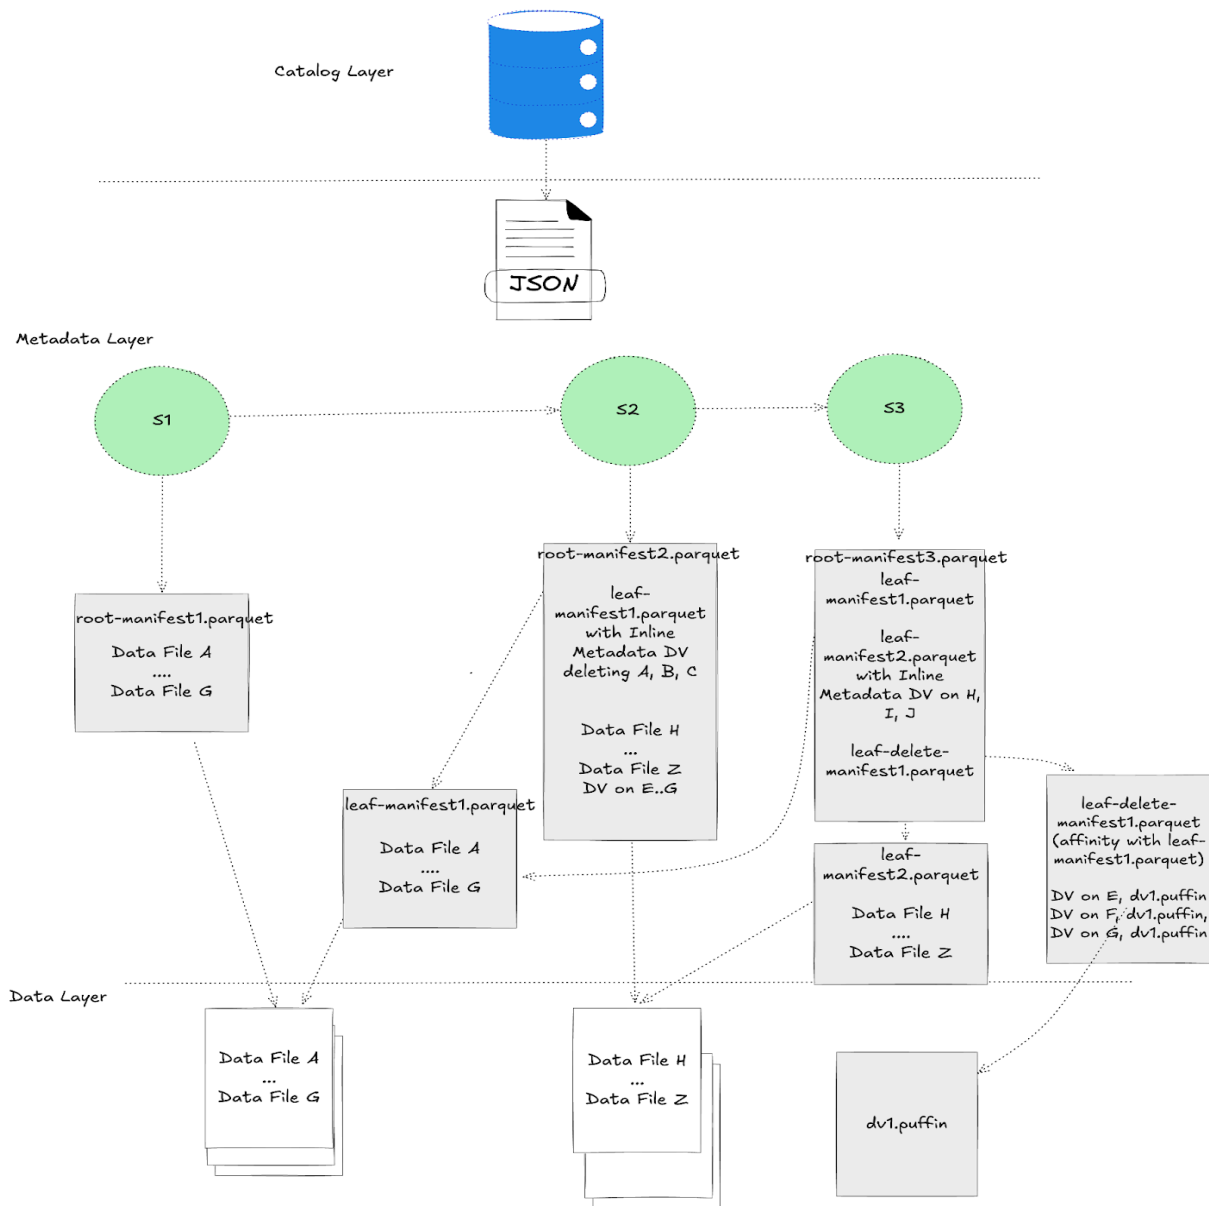 Catalog Layer
JSON
Metadata Layer
S1
S2
S3
root-manifest1.parquet
Data File A
....
Data File G
root-manifest2.parquet
leaf-
manifest1.parquet
with Inline
Metadata DV
deleting A, B, C
Data File H
...
Data File Z
DV on E..G
root-manifest3.parquet
leaf-
manifest1.parquet
leaf-
manifest2.parquet
with Inline
Metadata DV on H,
I, J
leaf-delete-
manifest1.parquet
leaf-manifest1.parquet
Data File A
....
Data File G
leaf-
manifest2.parquet
Data File H
....
Data File Z
leaf-delete-
manifest1.parquet
(affinity with leaf-
manifest1.parquet)
DV on E, dv1.puffin
DV on F, dv1.puffin,
DV on G, dv1.puffin
Data Layer
Data File A
...
Data File G
Data File H
...
Data File Z
dv1.puffin